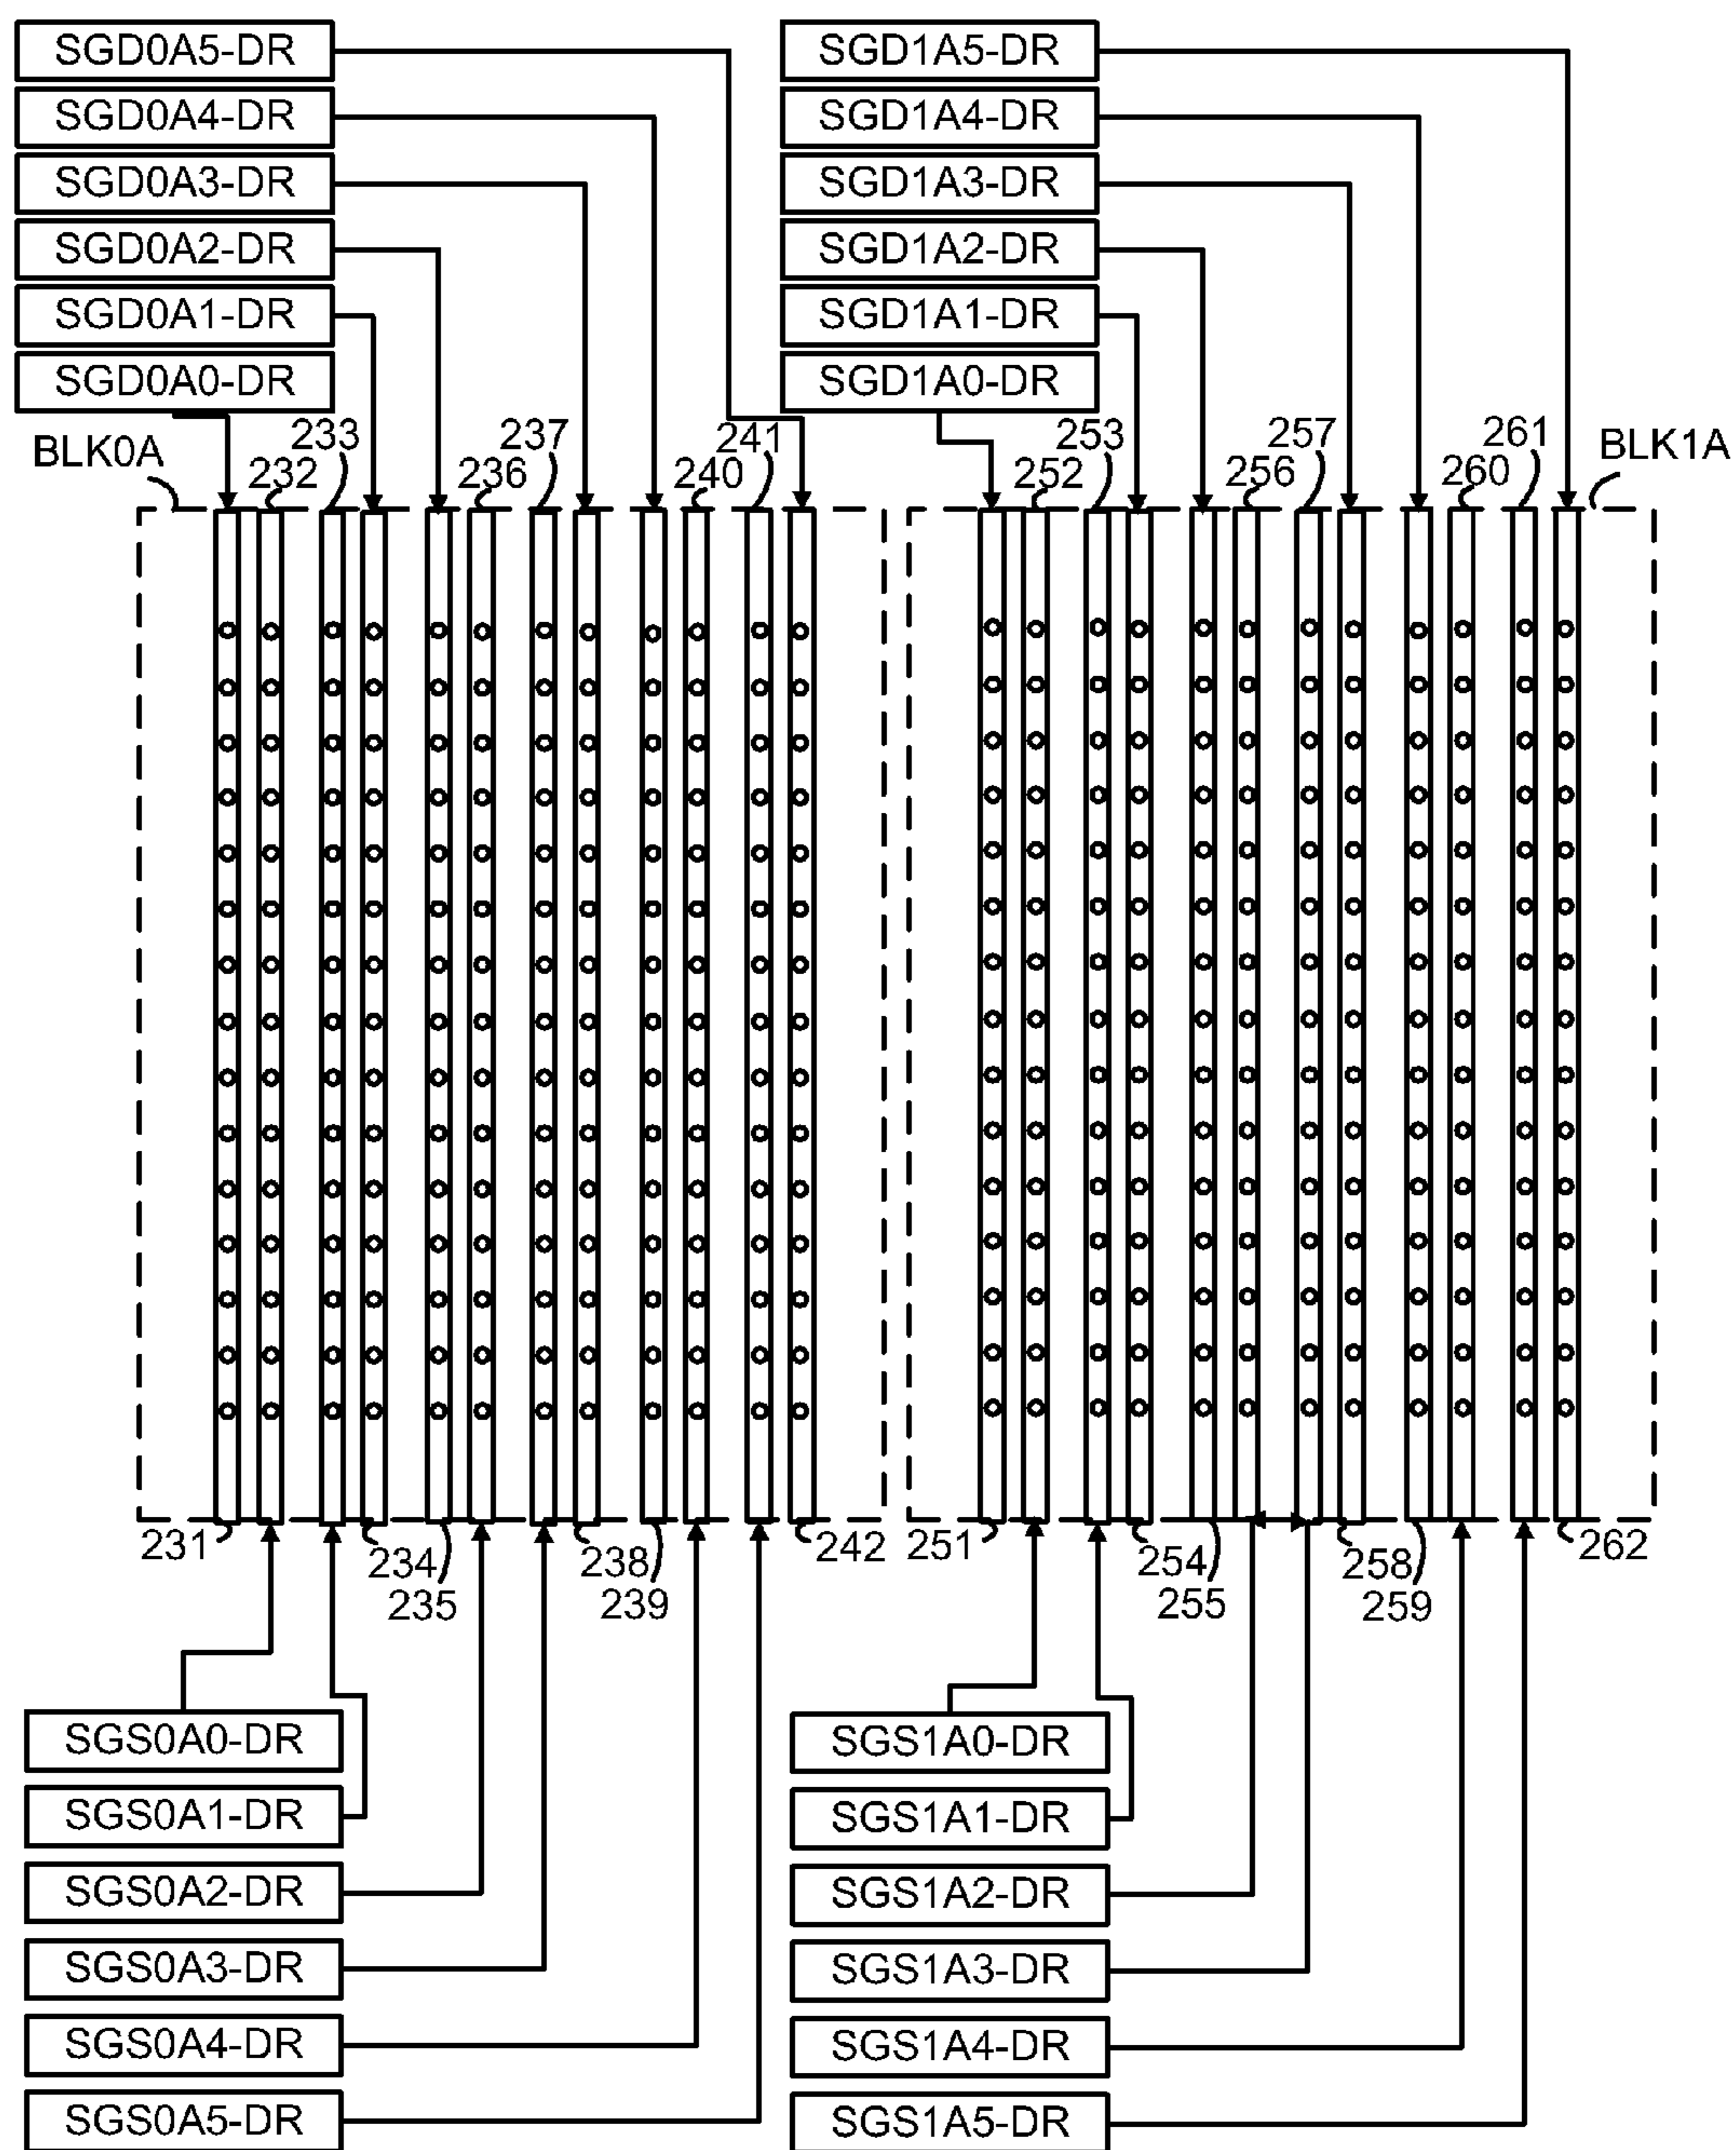 SGD0A5-DR
SGD1A5-DR
SGD0A4-DR
SGD1A4-DR
SGD0A3-DR
SGD1A3-DR
SGD0A2-DR
SGD1A2-DR
SGD0A1-DR
SGD1A1-DR
SGD0A0-DR
SGD1A0-DR
BLK0A
232
233
236
237
240
241
252
253
256
257
260
261
BLK1A
231
234
235
238
239
242
251
254
255
258
259
262
SGS0A0-DR
SGS1A0-DR
SGS0A1-DR
SGS1A1-DR
SGS0A2-DR
SGS1A2-DR
SGS0A3-DR
SGS1A3-DR
SGS0A4-DR
SGS1A4-DR
SGS0A5-DR
SGS1A5-DR